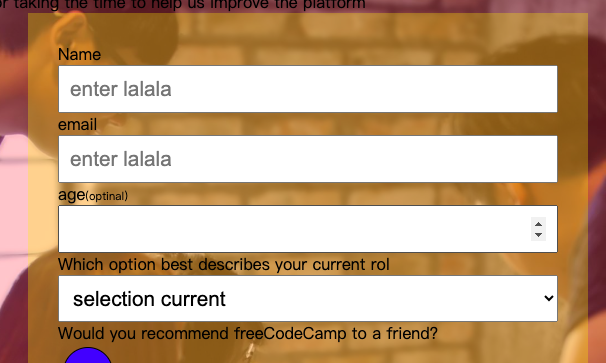 r taking the time to help us improve the platform
Name
enter lalala
email
enter lalala
age(optinal)
Which option best describes your current rol
selection current
Would you recommend freeCodeCamp to a friend?